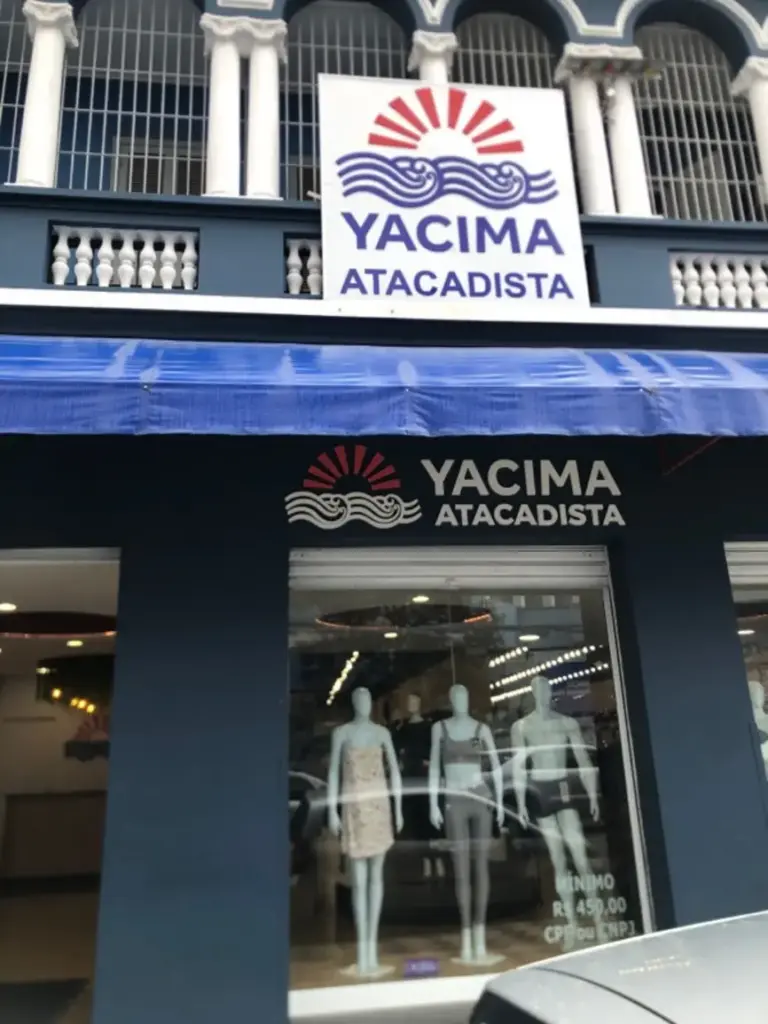 YACIMA
ATACADISTA
YACIMA
ATACADISTA
MÍNIMO
R$ 450,00
CPF ou CNPJ